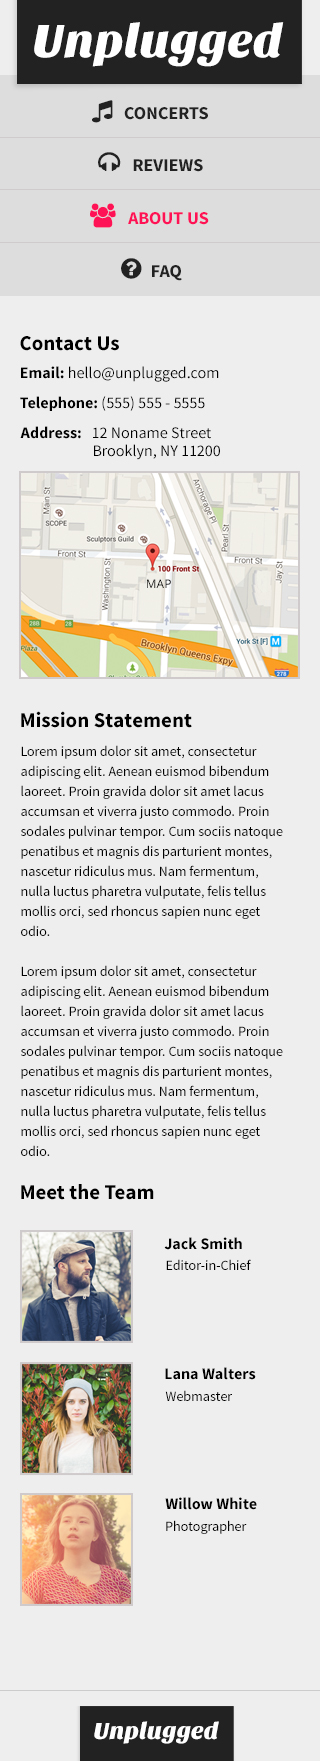 Unplugged
CONCERTS
REVIEWS
ABOUT US
FAQ
Contact Us
Email: hello@unplugged.com
Telephone: (555) 555 - 5555
Address: 12 Noname Street
Brooklyn, NY 11200
Main St
SCOPE
Anchorage Pl
Sculptors Guild
Pearl St
Front St
Front St
Washington St
100 Front St
Jay St
MAP
28B
28
York St [F] M
Brooklyn Queens Expy
Plaza
278
Mission Statement
Lorem ipsum dolor sit amet, consectetur
adipiscing elit. Aenean euismod bibendum
laoreet. Proin gravida dolor sit amet lacus
accumsan et viverra justo commodo. Proin
sodales pulvinar tempor. Cum sociis natoque
penatibus et magnis dis parturient montes,
nascetur ridiculus mus. Nam fermentum,
nulla luctus pharetra vulputate, felis tellus
mollis orci, sed rhoncus sapien nunc eget
odio.
Lorem ipsum dolor sit amet, consectetur
adipiscing elit. Aenean euismod bibendum
laoreet. Proin gravida dolor sit amet lacus
accumsan et viverra justo commodo. Proin
sodales pulvinar tempor. Cum sociis natoque
penatibus et magnis dis parturient montes,
nascetur ridiculus mus. Nam fermentum,
nulla luctus pharetra vulputate, felis tellus
mollis orci, sed rhoncus sapien nunc eget
odio.
Meet the Team
Jack Smith
Editor-in-Chief
Lana Walters
Webmaster
Willow White
Photographer
Unplugged